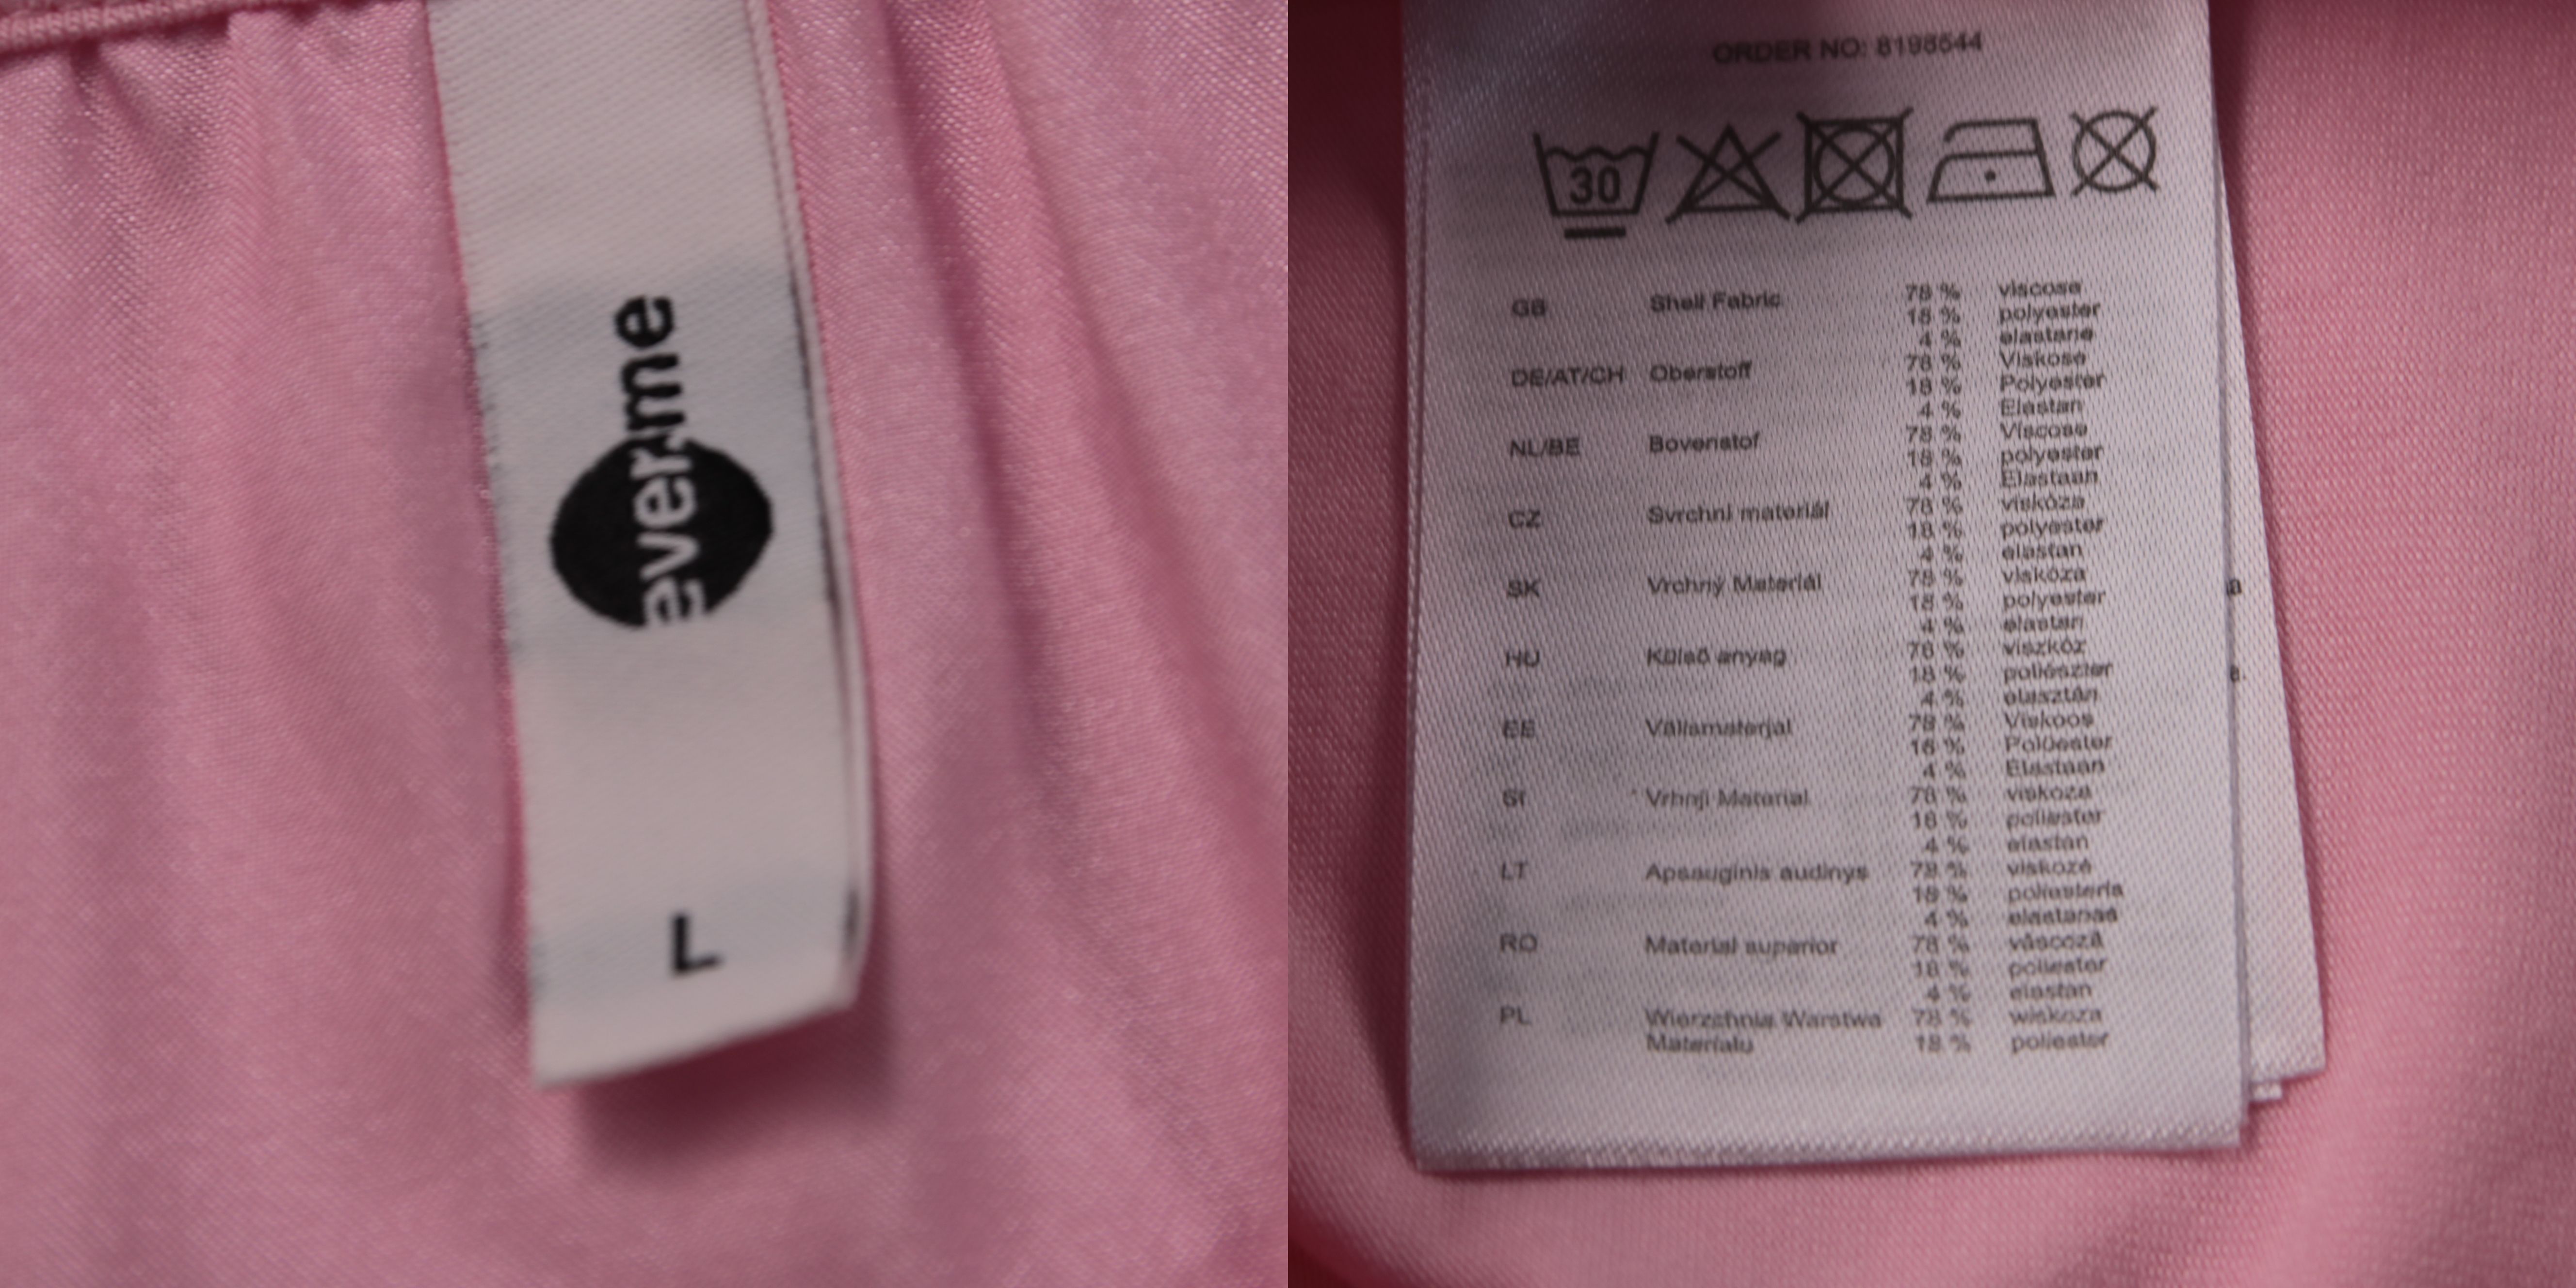 ever.me
L
ORDER NO: 8198544
30
GB Shell Fabric 78 % viscose
18 % polyester
4 % elastane
DE/AT/CH Oberstoff 78 % Viskose
18 % Polyester
4 % Elastan
NL/BE Bovenstof 78 % Viscose
18 % polyester
4 % Elastaan
CZ Svrchní materiál 78 % viskóza
18 % polyester
4 % elastan
SK Vrchný Materiál 78 % viskóza
18 % polyester
4 % elastan
HU Külső anyag 78 % viszkóz
18 % poliészter
4 % elasztán
EE Välismaterjal 78 % Viskoos
18 % Polüester
4 % Elastaan
SI Vrhnji Material 78 % viskoza
18 % poliester
4 % elastan
LT Apsauginis audinys 78 % viskozė
18 % poliesteris
4 % elastanas
RO Material superior 78 % vâscoză
18 % poliester
4 % elastan
PL Wierzchnia Warstwa 78 % wiskoza
Materiału 18 % poliester